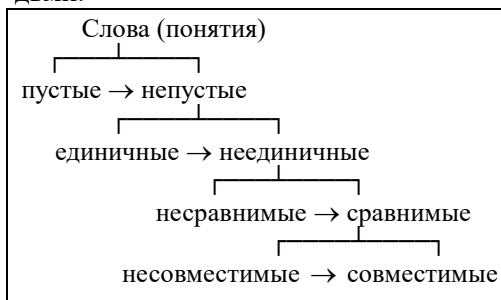 Слова (понятия)
пустые → непустые
единичные → неединичные
несравнимые → сравнимые
несовместимые → совместимые